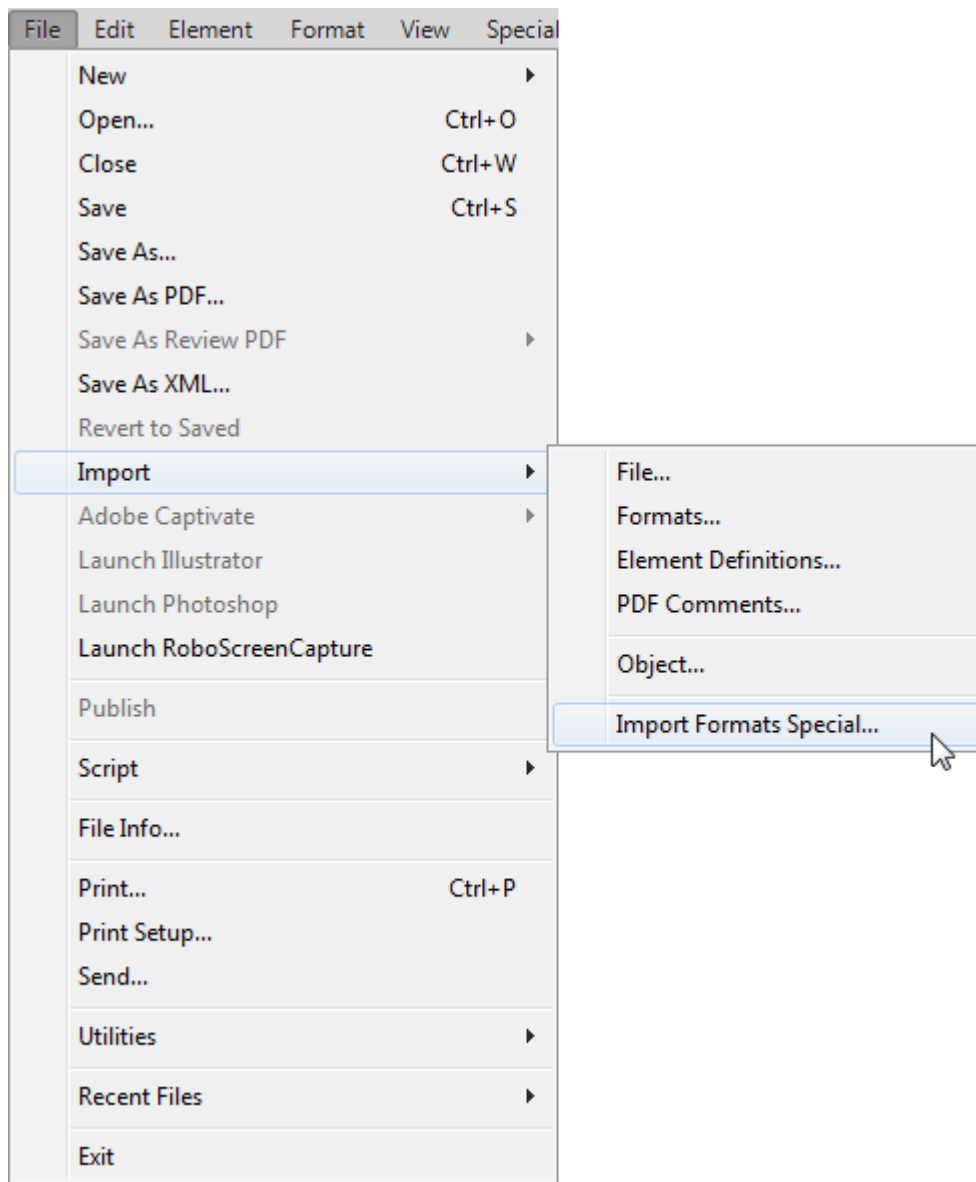 File Edit Element Format View Special
New
Open... Ctrl+O
Close Ctrl+W
Save Ctrl+S
Save As...
Save As PDF...
Save As Review PDF
Save As XML...
Revert to Saved
Import
Adobe Captivate
Launch Illustrator
Launch Photoshop
Launch RoboScreenCapture
Publish
Script
File Info...
Print... Ctrl+P
Print Setup...
Send...
Utilities
Recent Files
Exit
File...
Formats...
Element Definitions...
PDF Comments...
Object...
Import Formats Special...